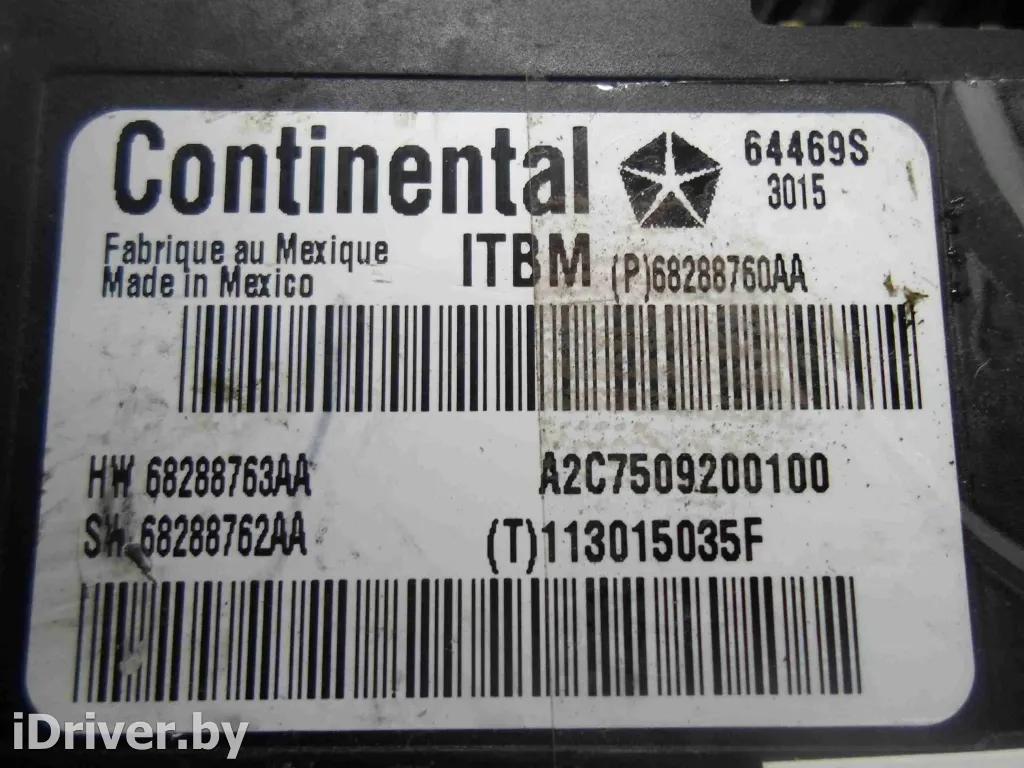 Continental 64469S
3015
Fabrique au Mexique
Made in Mexico
ITBM (P)68288760AA
HW 68288763AA A2C7509200100
SW 68288762AA (T)113015035F
iDriver.by